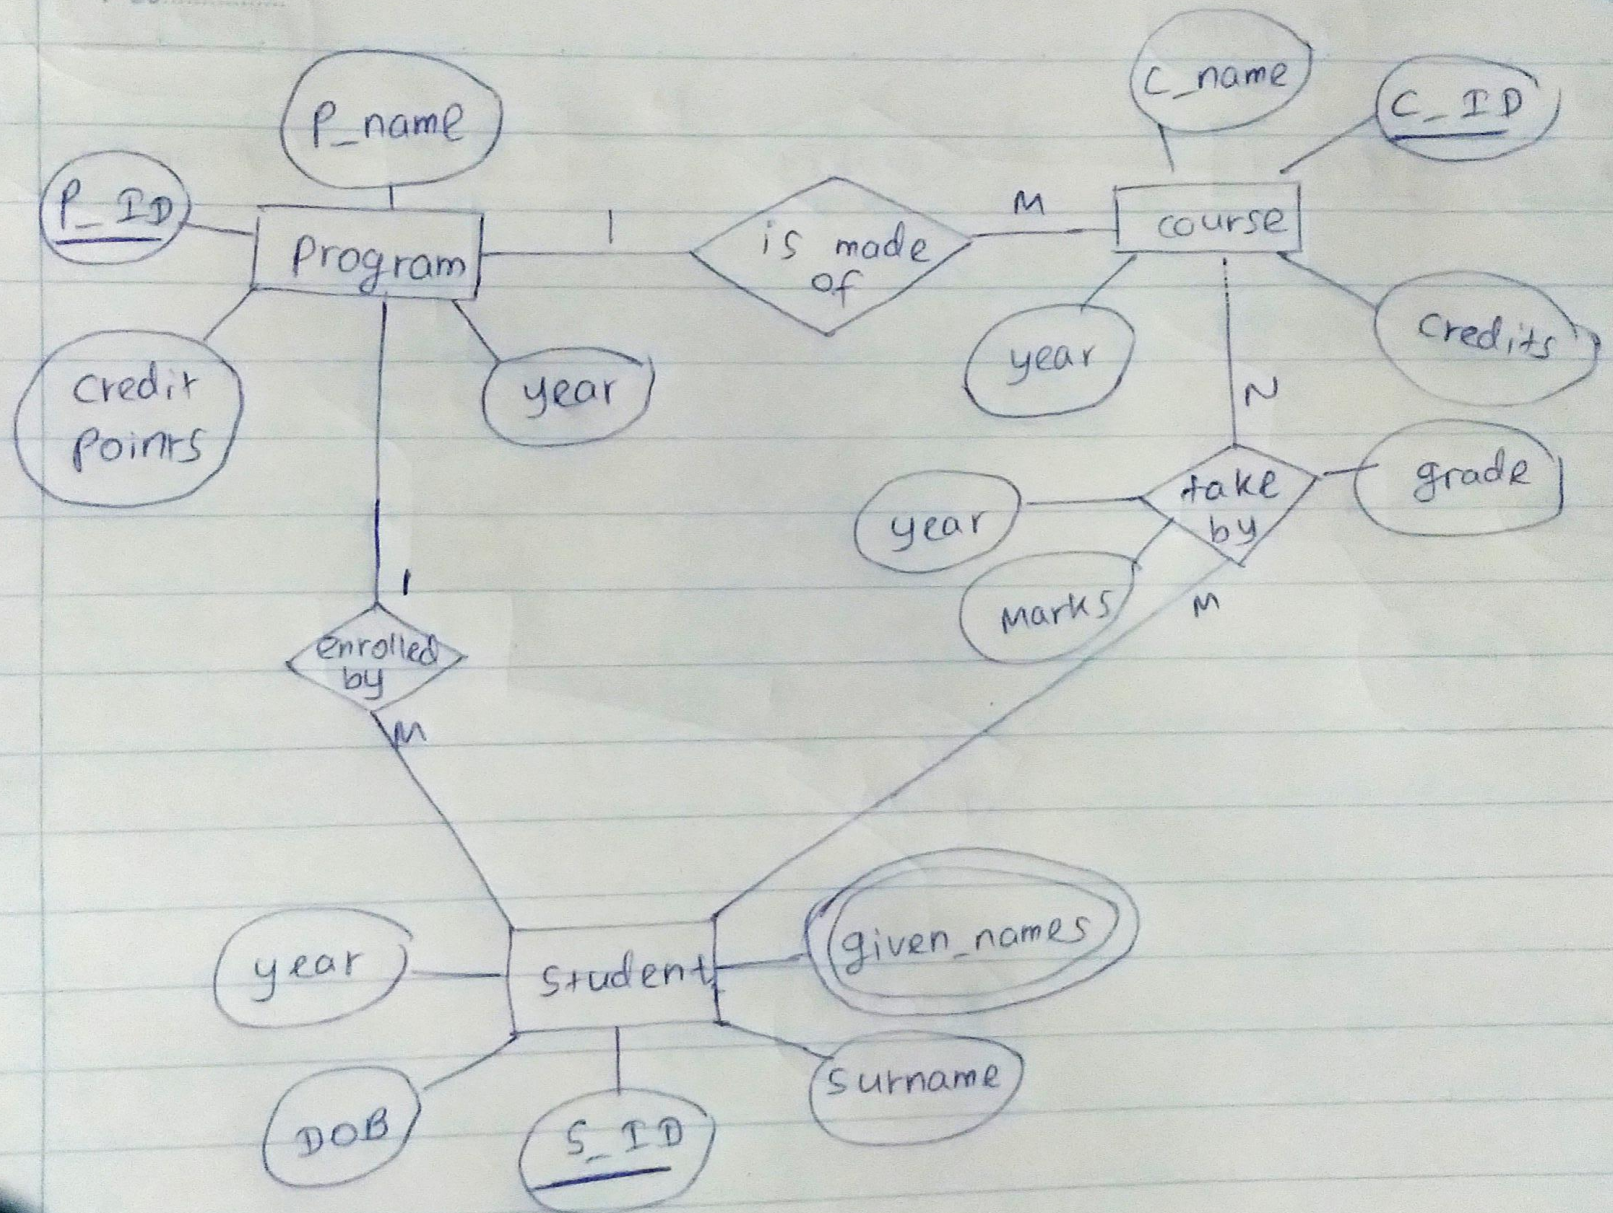 C_name
C_ID
P_name
P_ID
Program
1
is made
of
M
course
credit
points
year
year
credits
N
year
take
by
grade
marks
M
1
enrolled
by
M
year
student
given_names
surname
DOB
S_ID